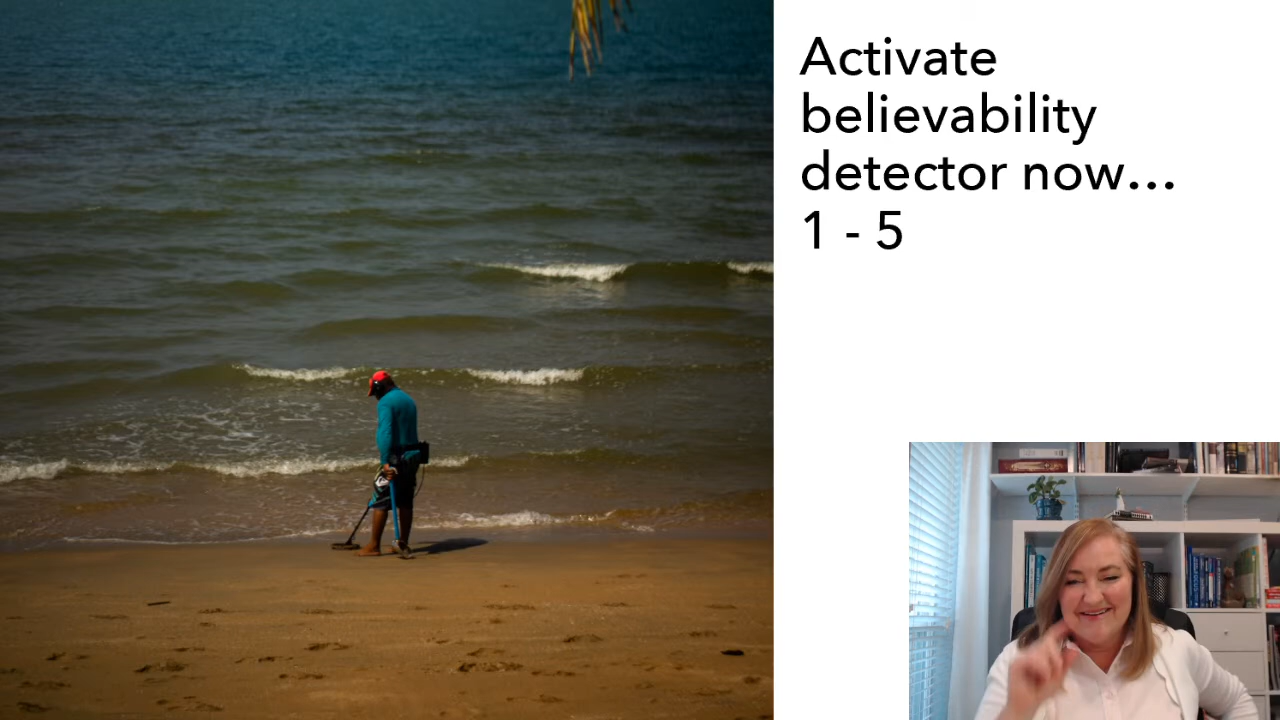 Activate
believability
detector now...
1 - 5